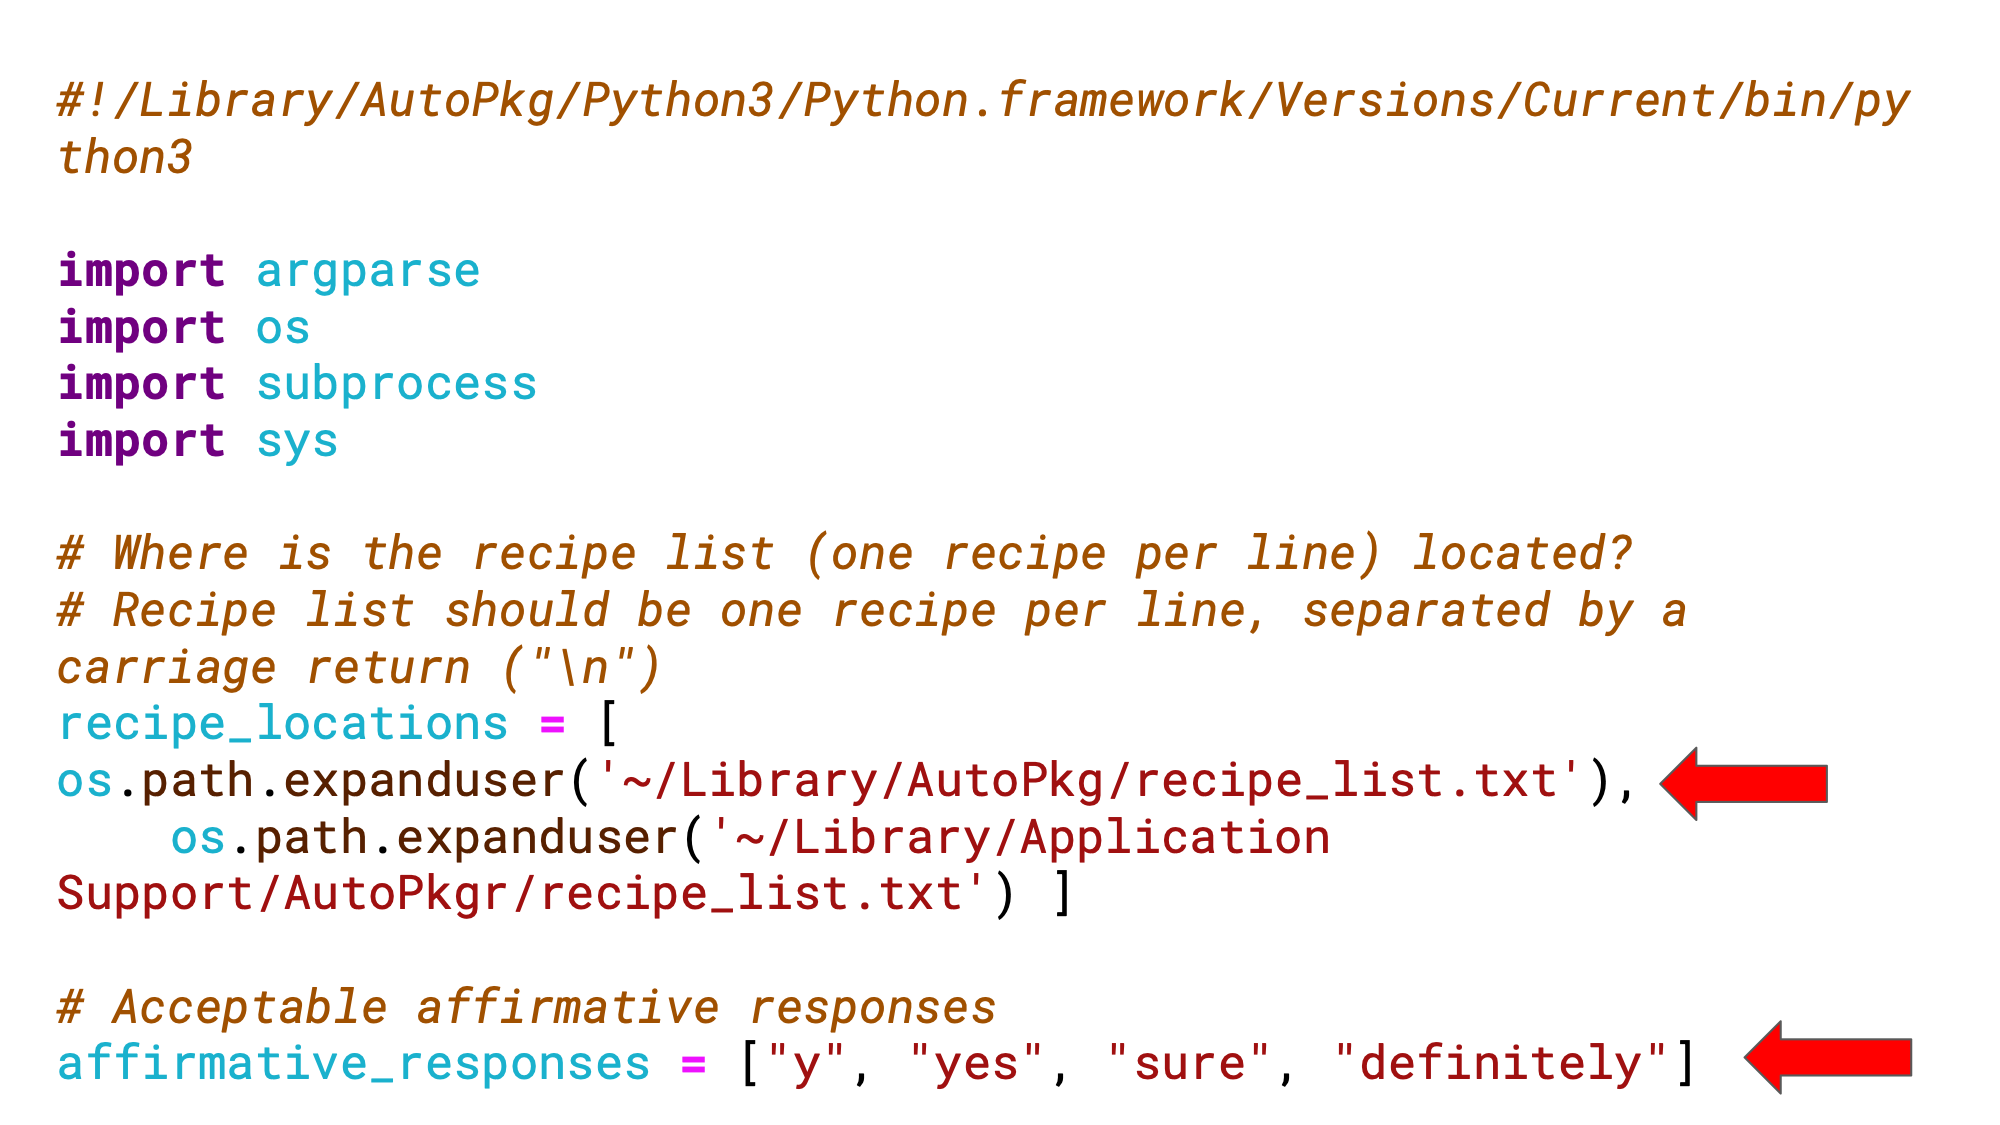 #!/Library/AutoPkg/Python3/Python.framework/Versions/Current/bin/py
thon3
import argparse
import os
import subprocess
import sys
# Where is the recipe list (one recipe per line) located?
# Recipe list should be one recipe per line, separated by a
carriage return ("\n")
recipe_locations = [
os.path.expanduser('~/Library/AutoPkg/recipe_list.txt'),
    os.path.expanduser('~/Library/Application
Support/AutoPkgr/recipe_list.txt') ]
# Acceptable affirmative responses
affirmative_responses = ["y", "yes", "sure", "definitely"]